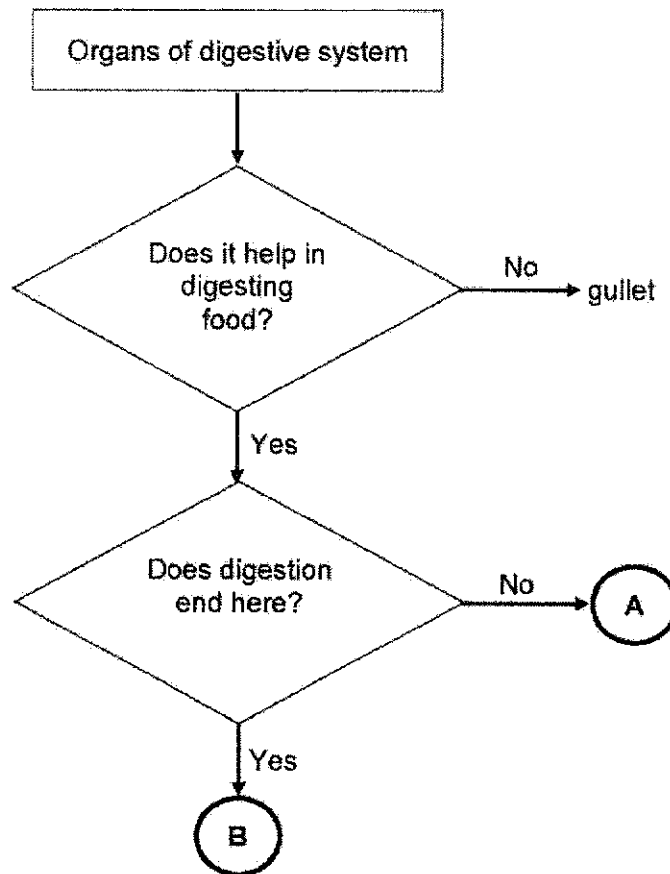 Organs of digestive system
Does it help in
digesting
food?
No
gullet
Yes
Does digestion
end here?
No
A
Yes
B